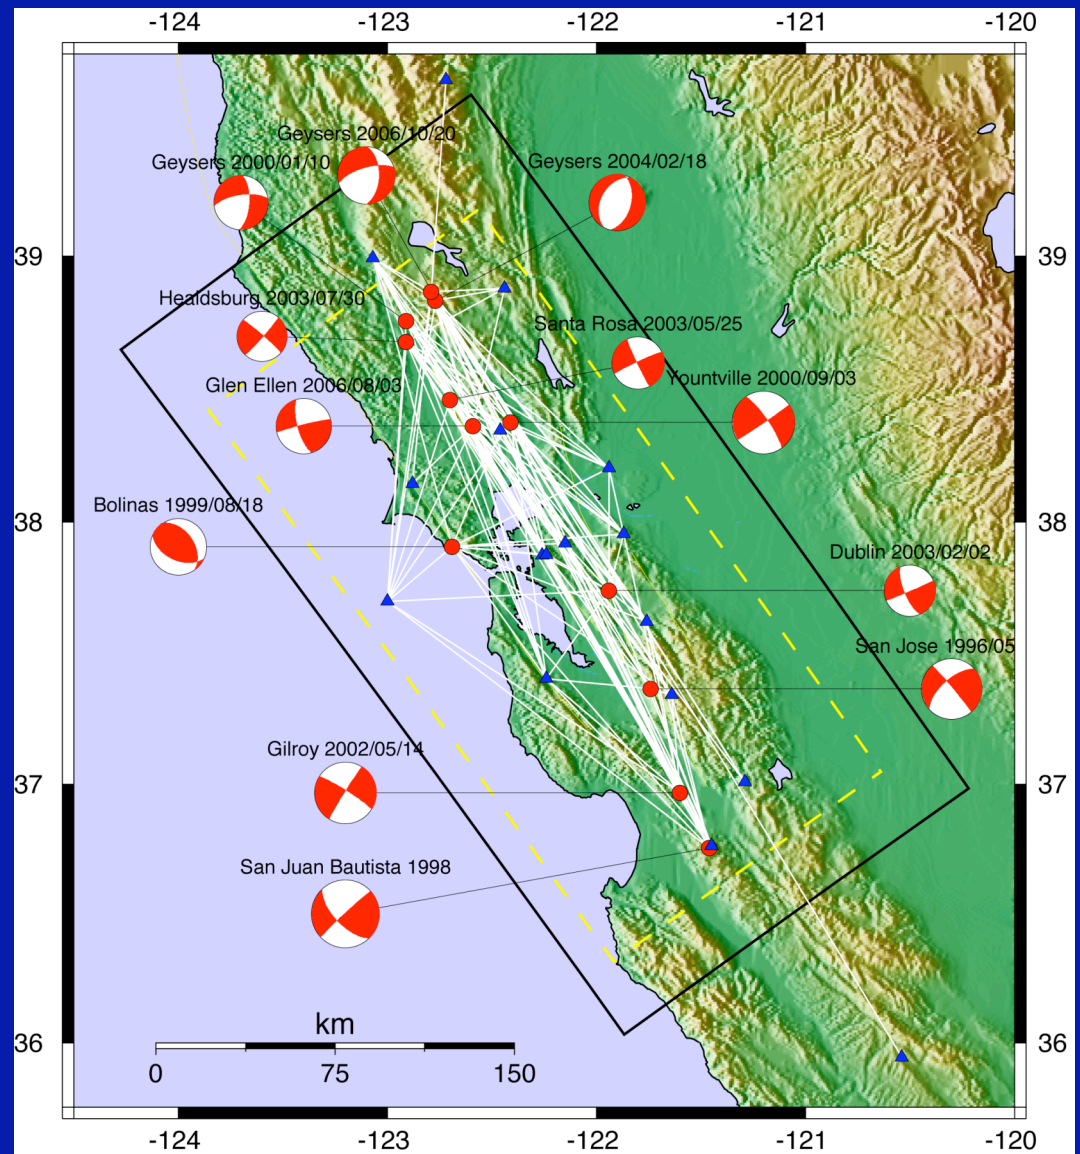 -124 -123 -122 -121 -120
Geysers 2006/10/20
Geysers 2000/01/10
Geysers 2004/02/18
39 39
Healdsburg 2003/07/30
Santa Rosa 2003/05/25
Glen Ellen 2006/08/03
Yountville 2000/09/03
38 38
Bolinas 1999/08/18
Dublin 2003/02/02
San Jose 1996/05
37 37
Gilroy 2002/05/14
San Juan Bautista 1998
36 36
km
0 75 150
-124 -123 -122 -121 -120